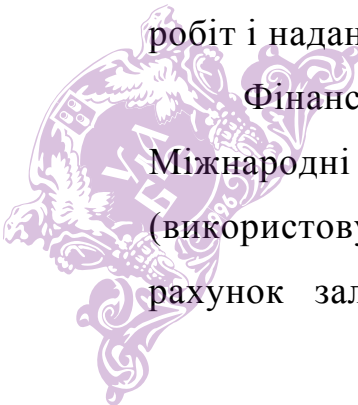 робіт і надан
Фінанс
Міжнародні
(використову
рахунок зал